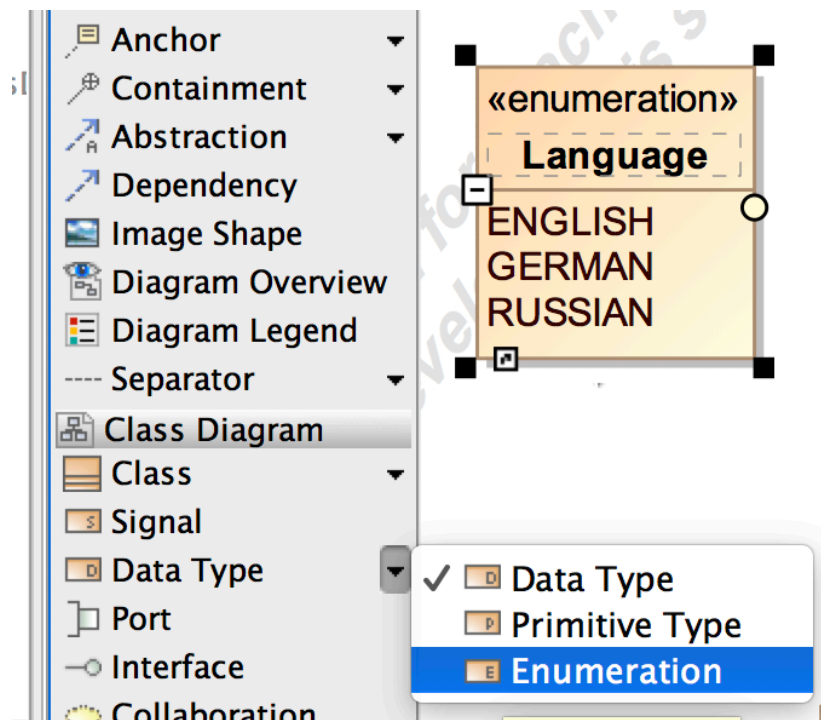 Anchor
Containment
Abstraction
Dependency
Image Shape
Diagram Overview
Diagram Legend
Separator
Class Diagram
Class
Signal
Data Type
Port
Interface
Collaboration
«enumeration»
Language
ENGLISH
GERMAN
RUSSIAN
Data Type
Primitive Type
Enumeration
for